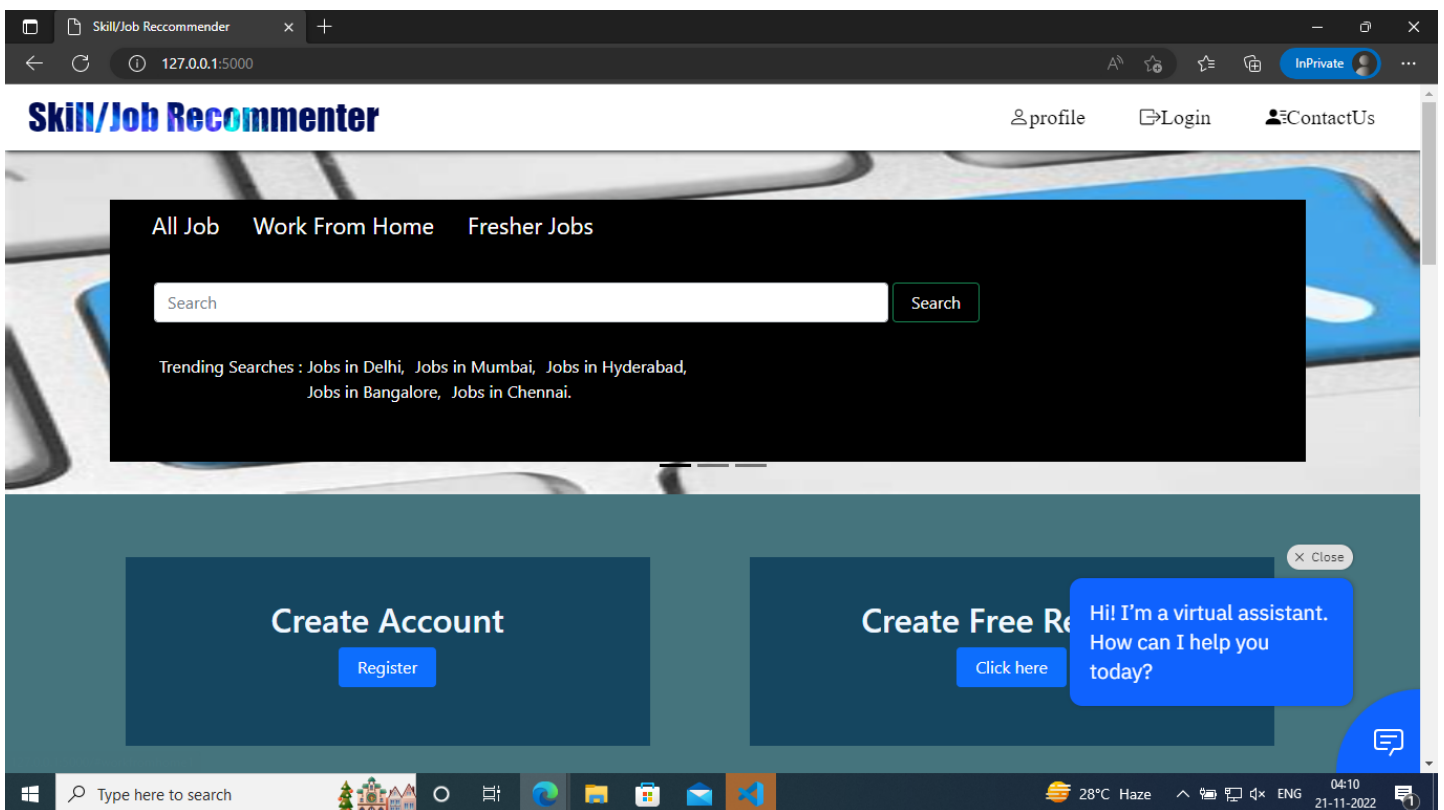 Skill/Job Reccommender
127.0.0.1:5000
InPrivate
Skill/Job Recommenter
profile Login ContactUs
All Job Work From Home Fresher Jobs
Search Search
Trending Searches : Jobs in Delhi, Jobs in Mumbai, Jobs in Hyderabad,
Jobs in Bangalore, Jobs in Chennai.
Close
Create Account Create Free Re
Hi! I'm a virtual assistant.
How can I help you
today?
Register Click here
Type here to search 28°C Haze ENG 04:10
21-11-2022